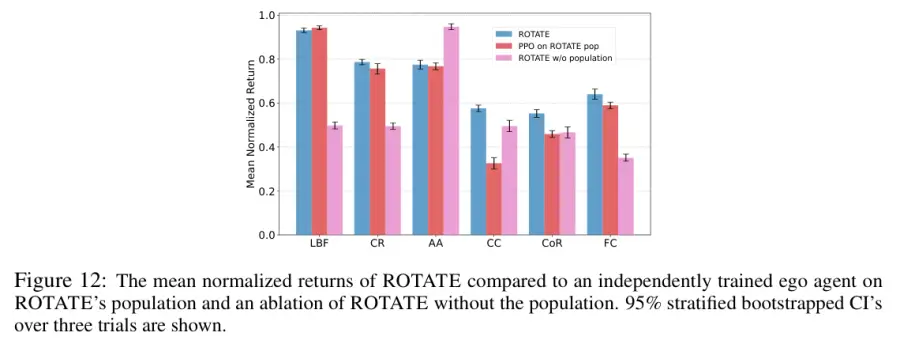 1.0
0.8
0.6
0.4
0.2
0.0
Mean Normalized Return
ROTATE
PPO on ROTATE pop
ROTATE w/o population
LBF CR AA CC CoR FC
Figure 12: The mean normalized returns of ROTATE compared to an independently trained ego agent on
ROTATE's population and an ablation of ROTATE without the population. 95% stratified bootstrapped CI's
over three trials are shown.